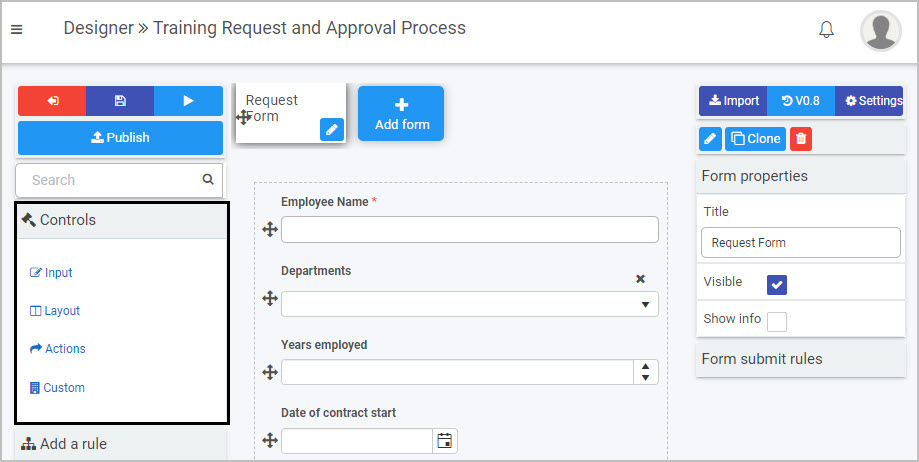 Designer » Training Request and Approval Process
Publish
Search
Controls
Input
Layout
Actions
Custom
Add a rule
Request
Form
Add form
Employee Name *
Departments
Years employed
Date of contract start
Import
V0.8
Settings
Clone
Form properties
Title
Request Form
Visible
Show info
Form submit rules